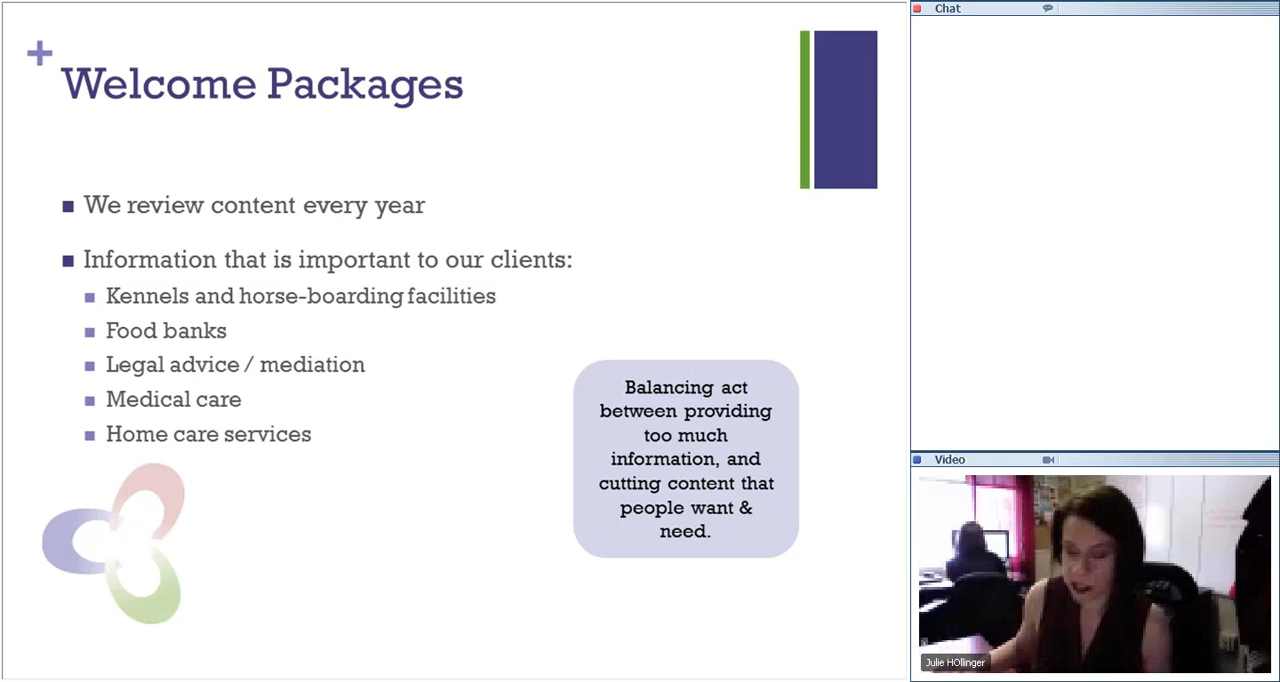 +
Welcome Packages
We review content every year
Information that is important to our clients:
Kennels and horse-boarding facilities
Food banks
Legal advice / mediation
Medical care
Home care services
Balancing act
between providing
too much
information, and
cutting content that
people want &
need.
Chat
Video
Julie HOllinger